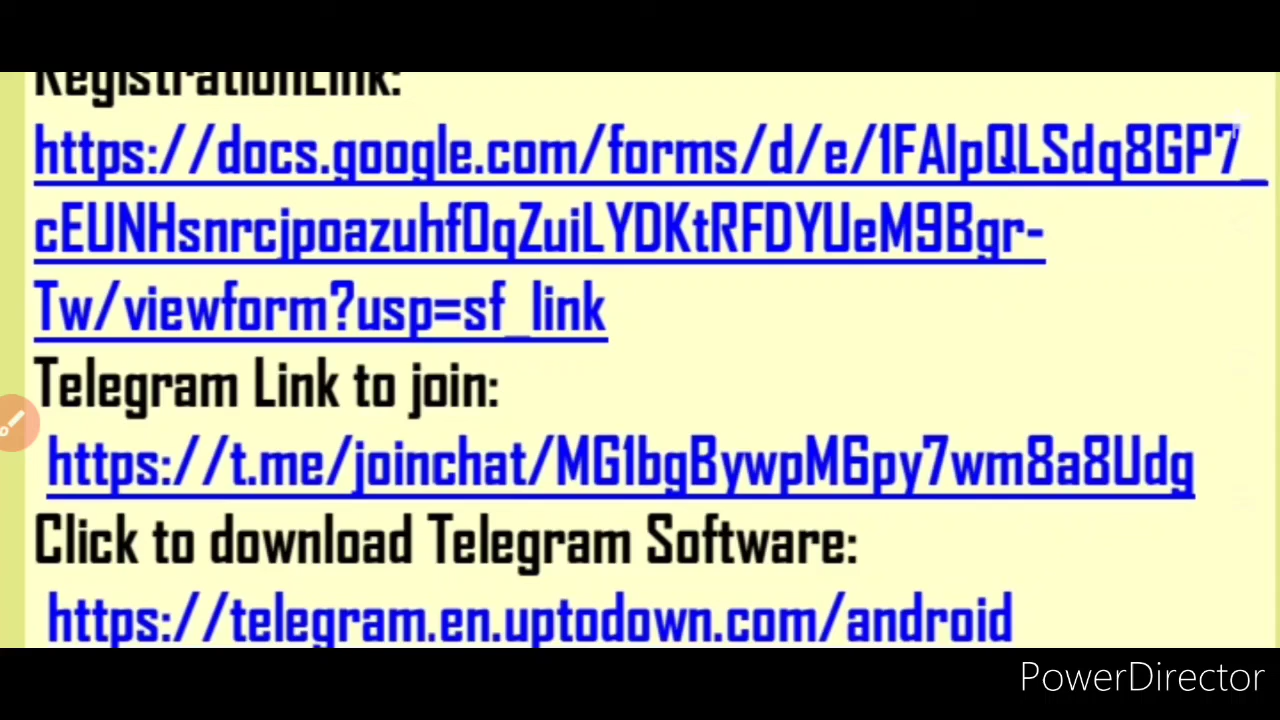 RegistrationLink:
https://docs.google.com/forms/d/e/1FAIpQLSdq8GP7_
cEUNHsnrcjpoazuhfOqZuiLYDKtRFDYUeM9Bgr-
Tw/viewform?usp=sf_link
Telegram Link to join:
https://t.me/joinchat/MG1bgBywpM6py7wm8a8Udg
Click to download Telegram Software:
https://telegram.en.uptodown.com/android
PowerDirector